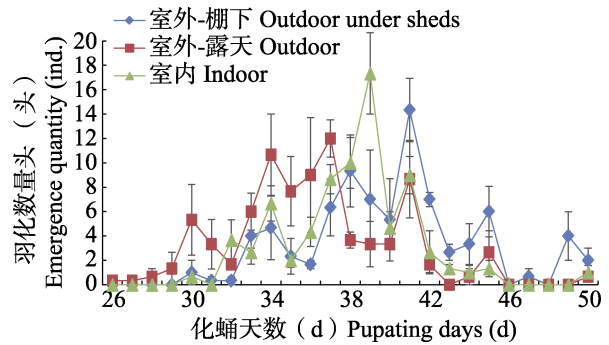 室外-棚下 Outdoor under sheds
室外-露天 Outdoor
室内 Indoor
羽化数量头（头）
Emergence quantity (ind.)
20
18
16
14
12
10
8
6
4
2
0
26 30 34 38 42 46 50
化蛹天数（d）Pupating days (d)